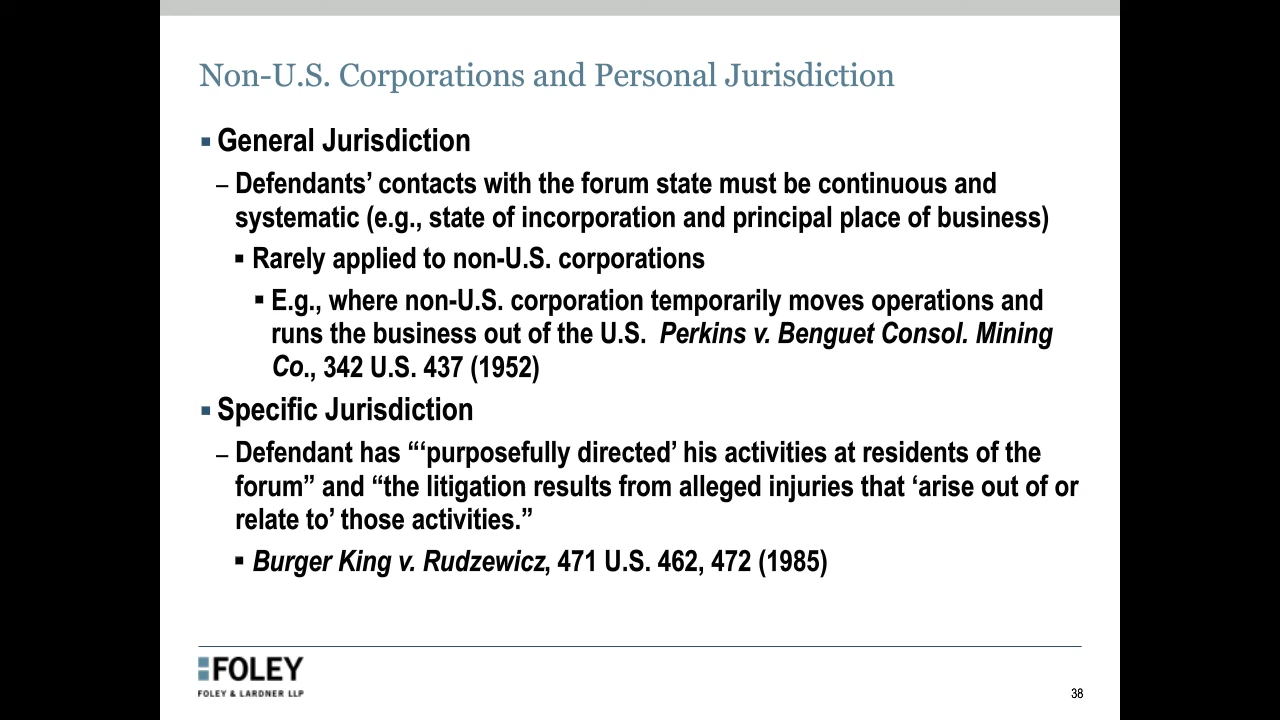 Non-U.S. Corporations and Personal Jurisdiction
▪ General Jurisdiction
– Defendants’ contacts with the forum state must be continuous and
systematic (e.g., state of incorporation and principal place of business)
▪ Rarely applied to non-U.S. corporations
▪ E.g., where non-U.S. corporation temporarily moves operations and
runs the business out of the U.S.  Perkins v. Benguet Consol. Mining
Co., 342 U.S. 437 (1952)
▪ Specific Jurisdiction
– Defendant has “‘purposefully directed’ his activities at residents of the
forum” and “the litigation results from alleged injuries that ‘arise out of or
relate to’ those activities.”
▪ Burger King v. Rudzewicz, 471 U.S. 462, 472 (1985)
FOLEY
FOLEY & LARDNER LLP
38